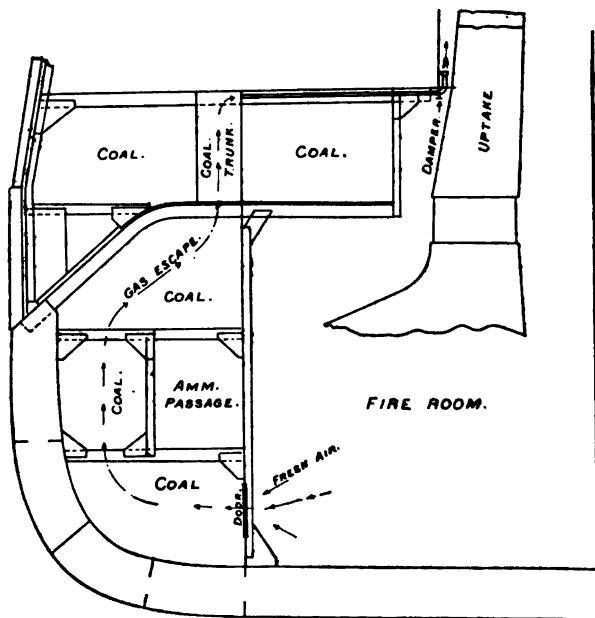 COAL.
COAL.
TRUNK.
COAL.
DAMPER.
UPTAKE
GAS ESCAPE.
COAL.
COAL.
AMM.
PASSAGE.
FIRE ROOM.
COAL
DOOR.
FRESH AIR.